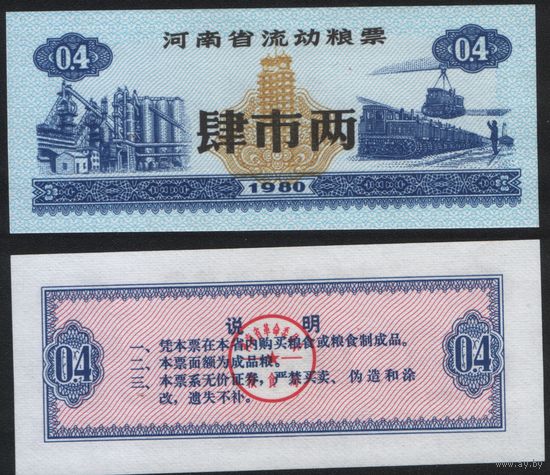 河南省流动粮票
0.4
0.4
肆市两
1980
说 明
一、凭本票在本省内购买粮食或粮食制成品。
二、本票面额为成品粮。
三、本票系无价证券，严禁买卖、伪造和涂
改，遗失不补。
0.4
0.4
www.ay.by